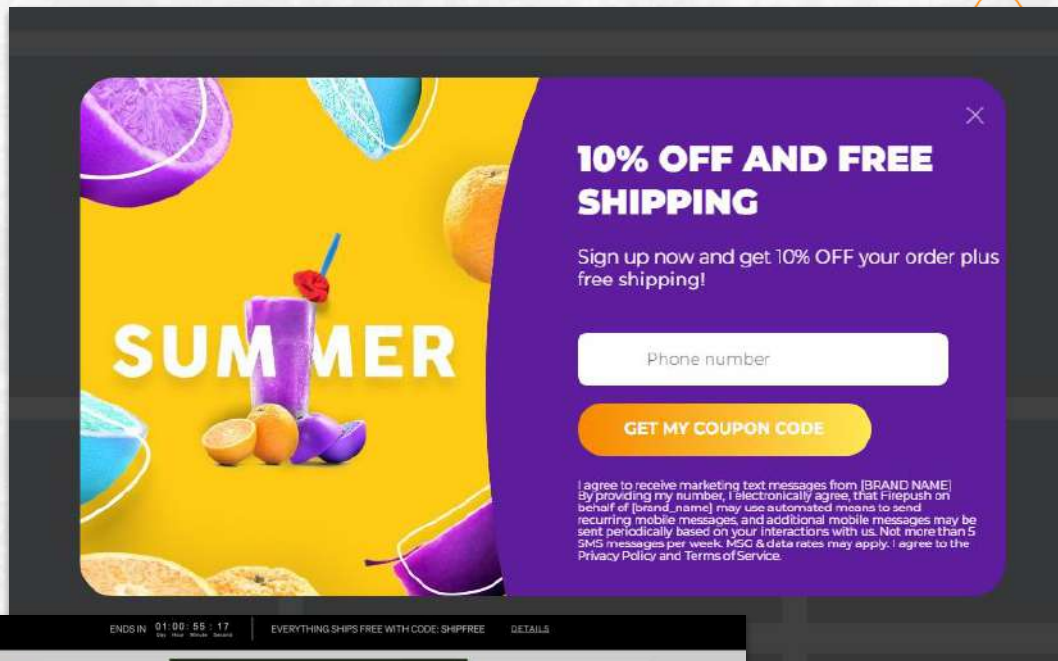 10% OFF AND FREE
SHIPPING
Sign up now and get 10% OFF your order plus
free shipping!
SUMMER
Phone number
GET MY COUPON CODE
I agree to receive marketing text messages from [BRAND NAME]
By providing my number, I electronically agree, that Firepush on
behalf of [brand_name] may use automated means to send
recurring mobile messages, and additional mobile messages may be
sent periodically based on your interactions with us. Not more than 5
SMS messages per week. MSG & data rates may apply. I agree to the
Privacy Policy and Terms of Service.
ENDS IN 01:00:55:17 EVERYTHING SHIPS FREE WITH CODE: SHIPFREE DETAILS
Day Hour Minute Second